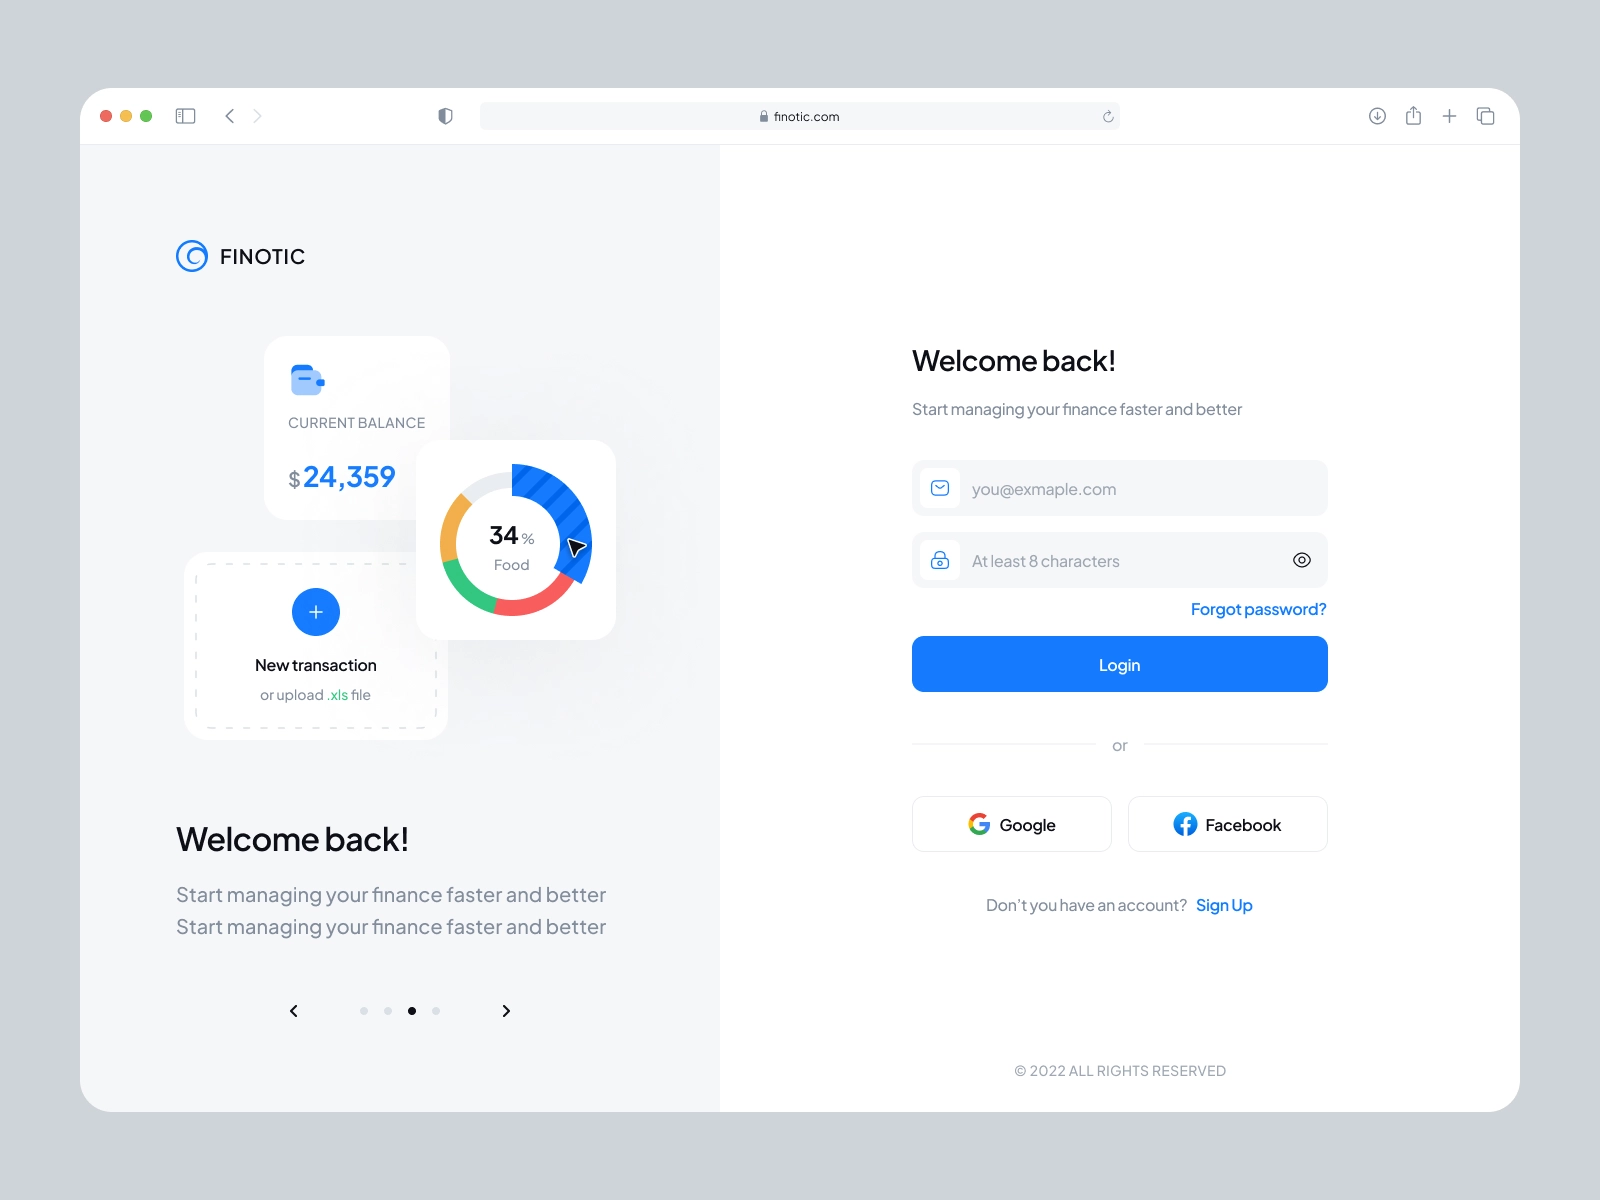 finotic.com
FINOTIC
CURRENT BALANCE
$ 24,359
34 %
Food
New transaction
or upload .xls file
Welcome back!
Start managing your finance faster and better
Start managing your finance faster and better
Welcome back!
Start managing your finance faster and better
you@exmaple.com
At least 8 characters
Forgot password?
Login
or
Google
Facebook
Don’t you have an account? Sign Up
© 2022 ALL RIGHTS RESERVED